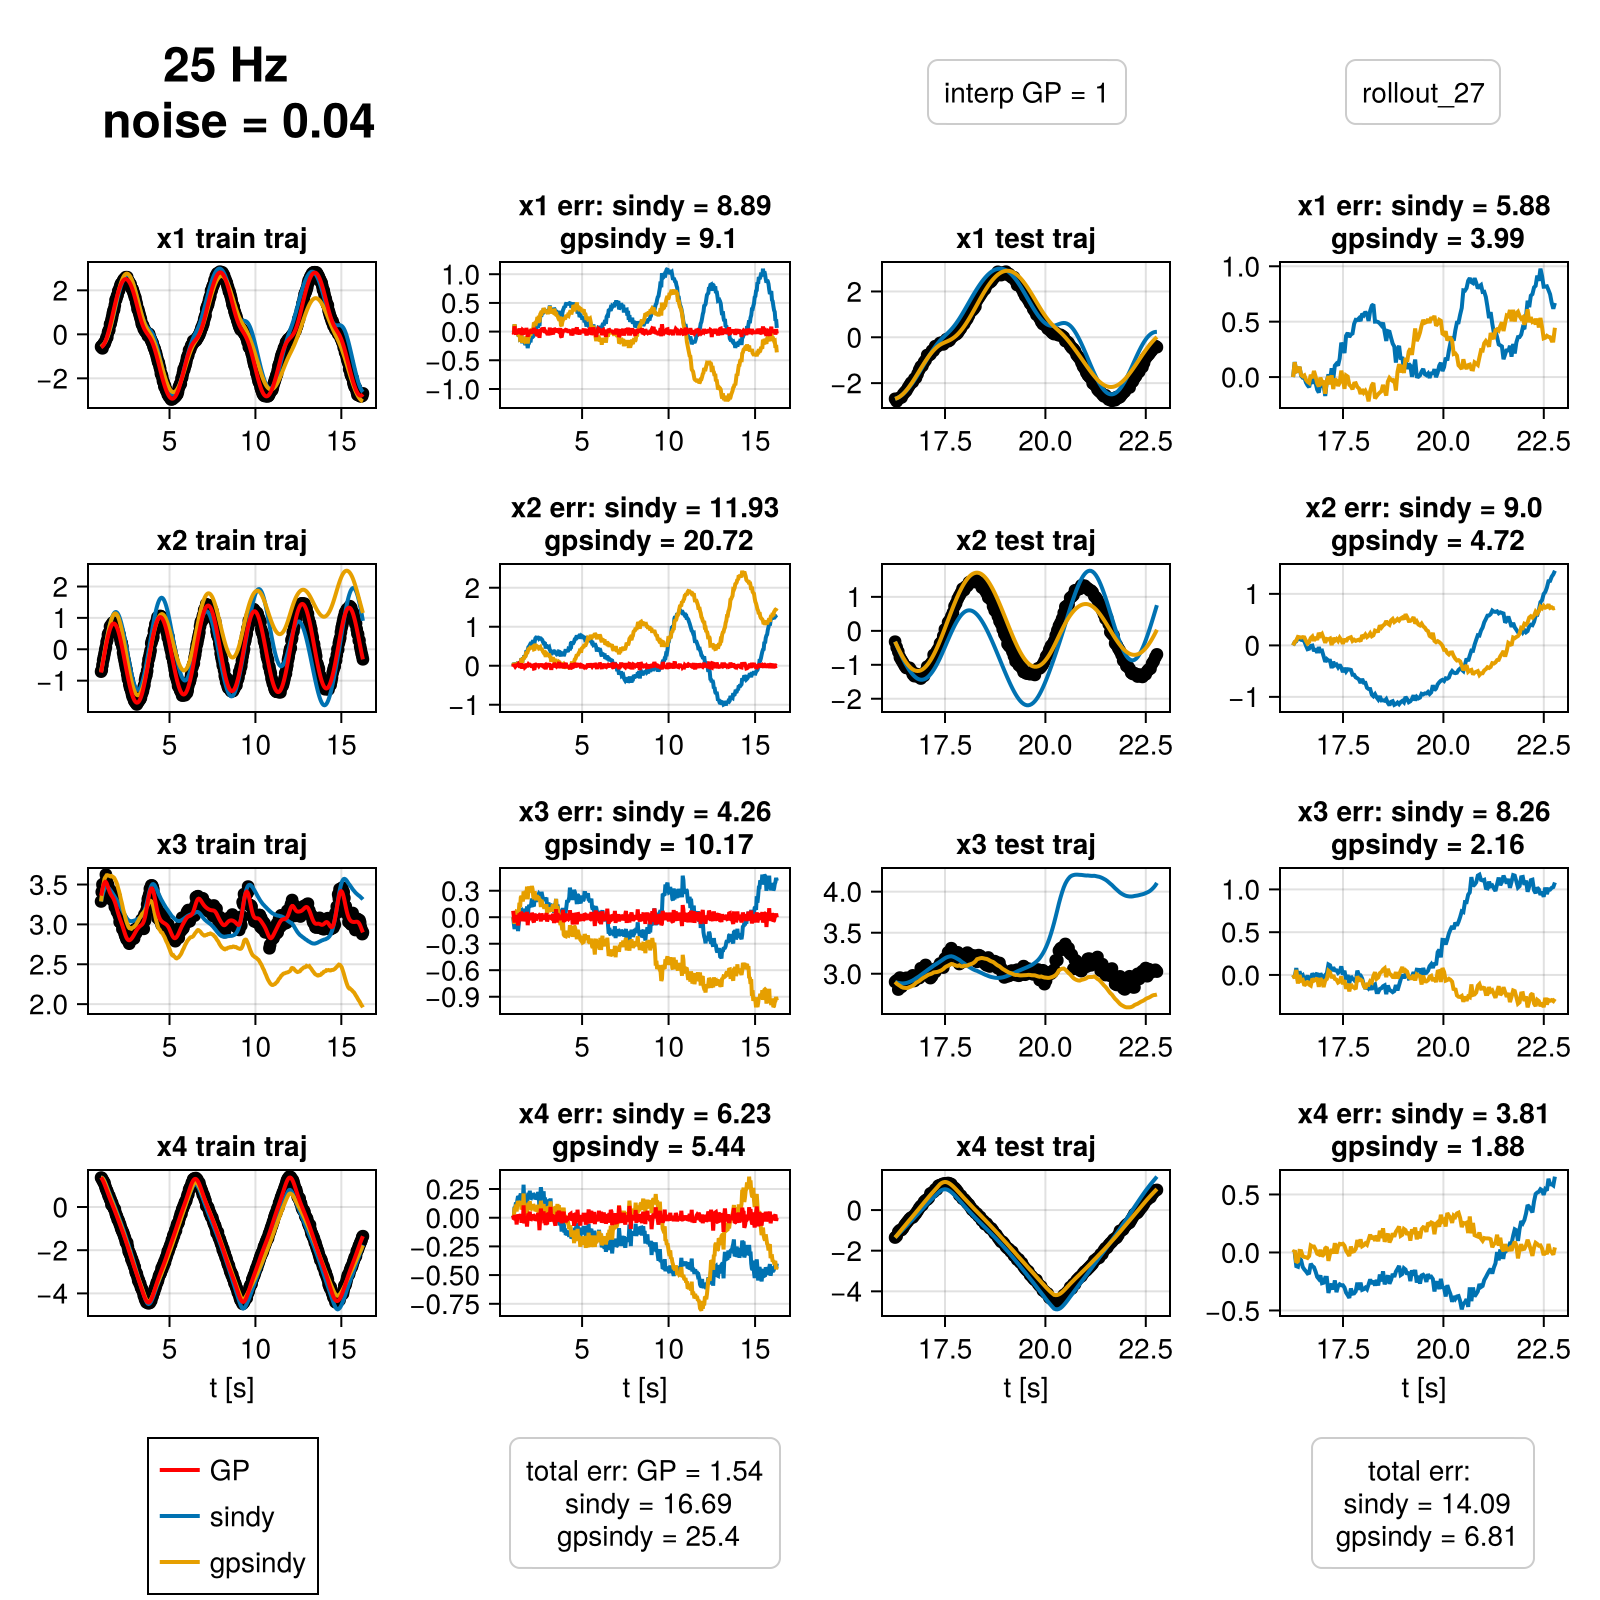 25 Hz
noise = 0.04
interp GP = 1
rollout_27
x1 train traj
2
0
−2
5
10
15
x1 err: sindy = 8.89
gpsindy = 9.1
1.0
0.5
0.0
−0.5
−1.0
5
10
15
x1 test traj
2
0
−2
17.5
20.0
22.5
x1 err: sindy = 5.88
gpsindy = 3.99
1.0
0.5
0.0
17.5
20.0
22.5
x2 train traj
2
1
0
−1
5
10
15
x2 err: sindy = 11.93
gpsindy = 20.72
2
1
0
−1
5
10
15
x2 test traj
1
0
−1
−2
17.5
20.0
22.5
x2 err: sindy = 9.0
gpsindy = 4.72
1
0
−1
17.5
20.0
22.5
x3 train traj
3.5
3.0
2.5
2.0
5
10
15
x3 err: sindy = 4.26
gpsindy = 10.17
0.3
0.0
−0.3
−0.6
−0.9
5
10
15
x3 test traj
4.0
3.5
3.0
17.5
20.0
22.5
x3 err: sindy = 8.26
gpsindy = 2.16
1.0
0.5
0.0
17.5
20.0
22.5
x4 train traj
0
−2
−4
5
10
15
t [s]
x4 err: sindy = 6.23
gpsindy = 5.44
0.25
0.00
−0.25
−0.50
−0.75
5
10
15
t [s]
x4 test traj
0
−2
−4
17.5
20.0
22.5
t [s]
x4 err: sindy = 3.81
gpsindy = 1.88
0.5
0.0
−0.5
17.5
20.0
22.5
t [s]
GP
sindy
gpsindy
total err: GP = 1.54
sindy = 16.69
gpsindy = 25.4
total err:
sindy = 14.09
gpsindy = 6.81